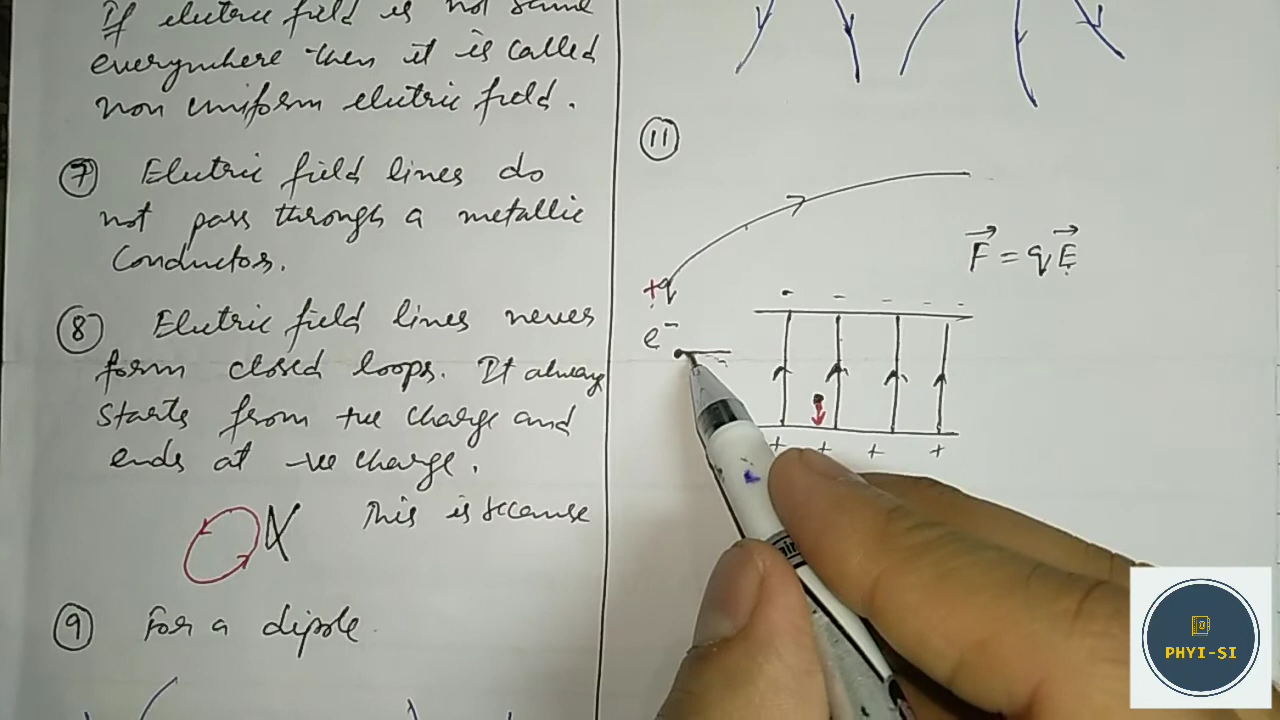 If electric field is not same
everywhere then it is called
non uniform electric field.
7 Electric field lines do
not pass through a metallic
Conductor.
8 Electric field lines never
form closed loops. It always
starts from +ve charge and
ends at -ve charge.
This is because
9 For a dipole
11
F = qE
+q
e-
- - - - -
+ + + +
PHYI-SI